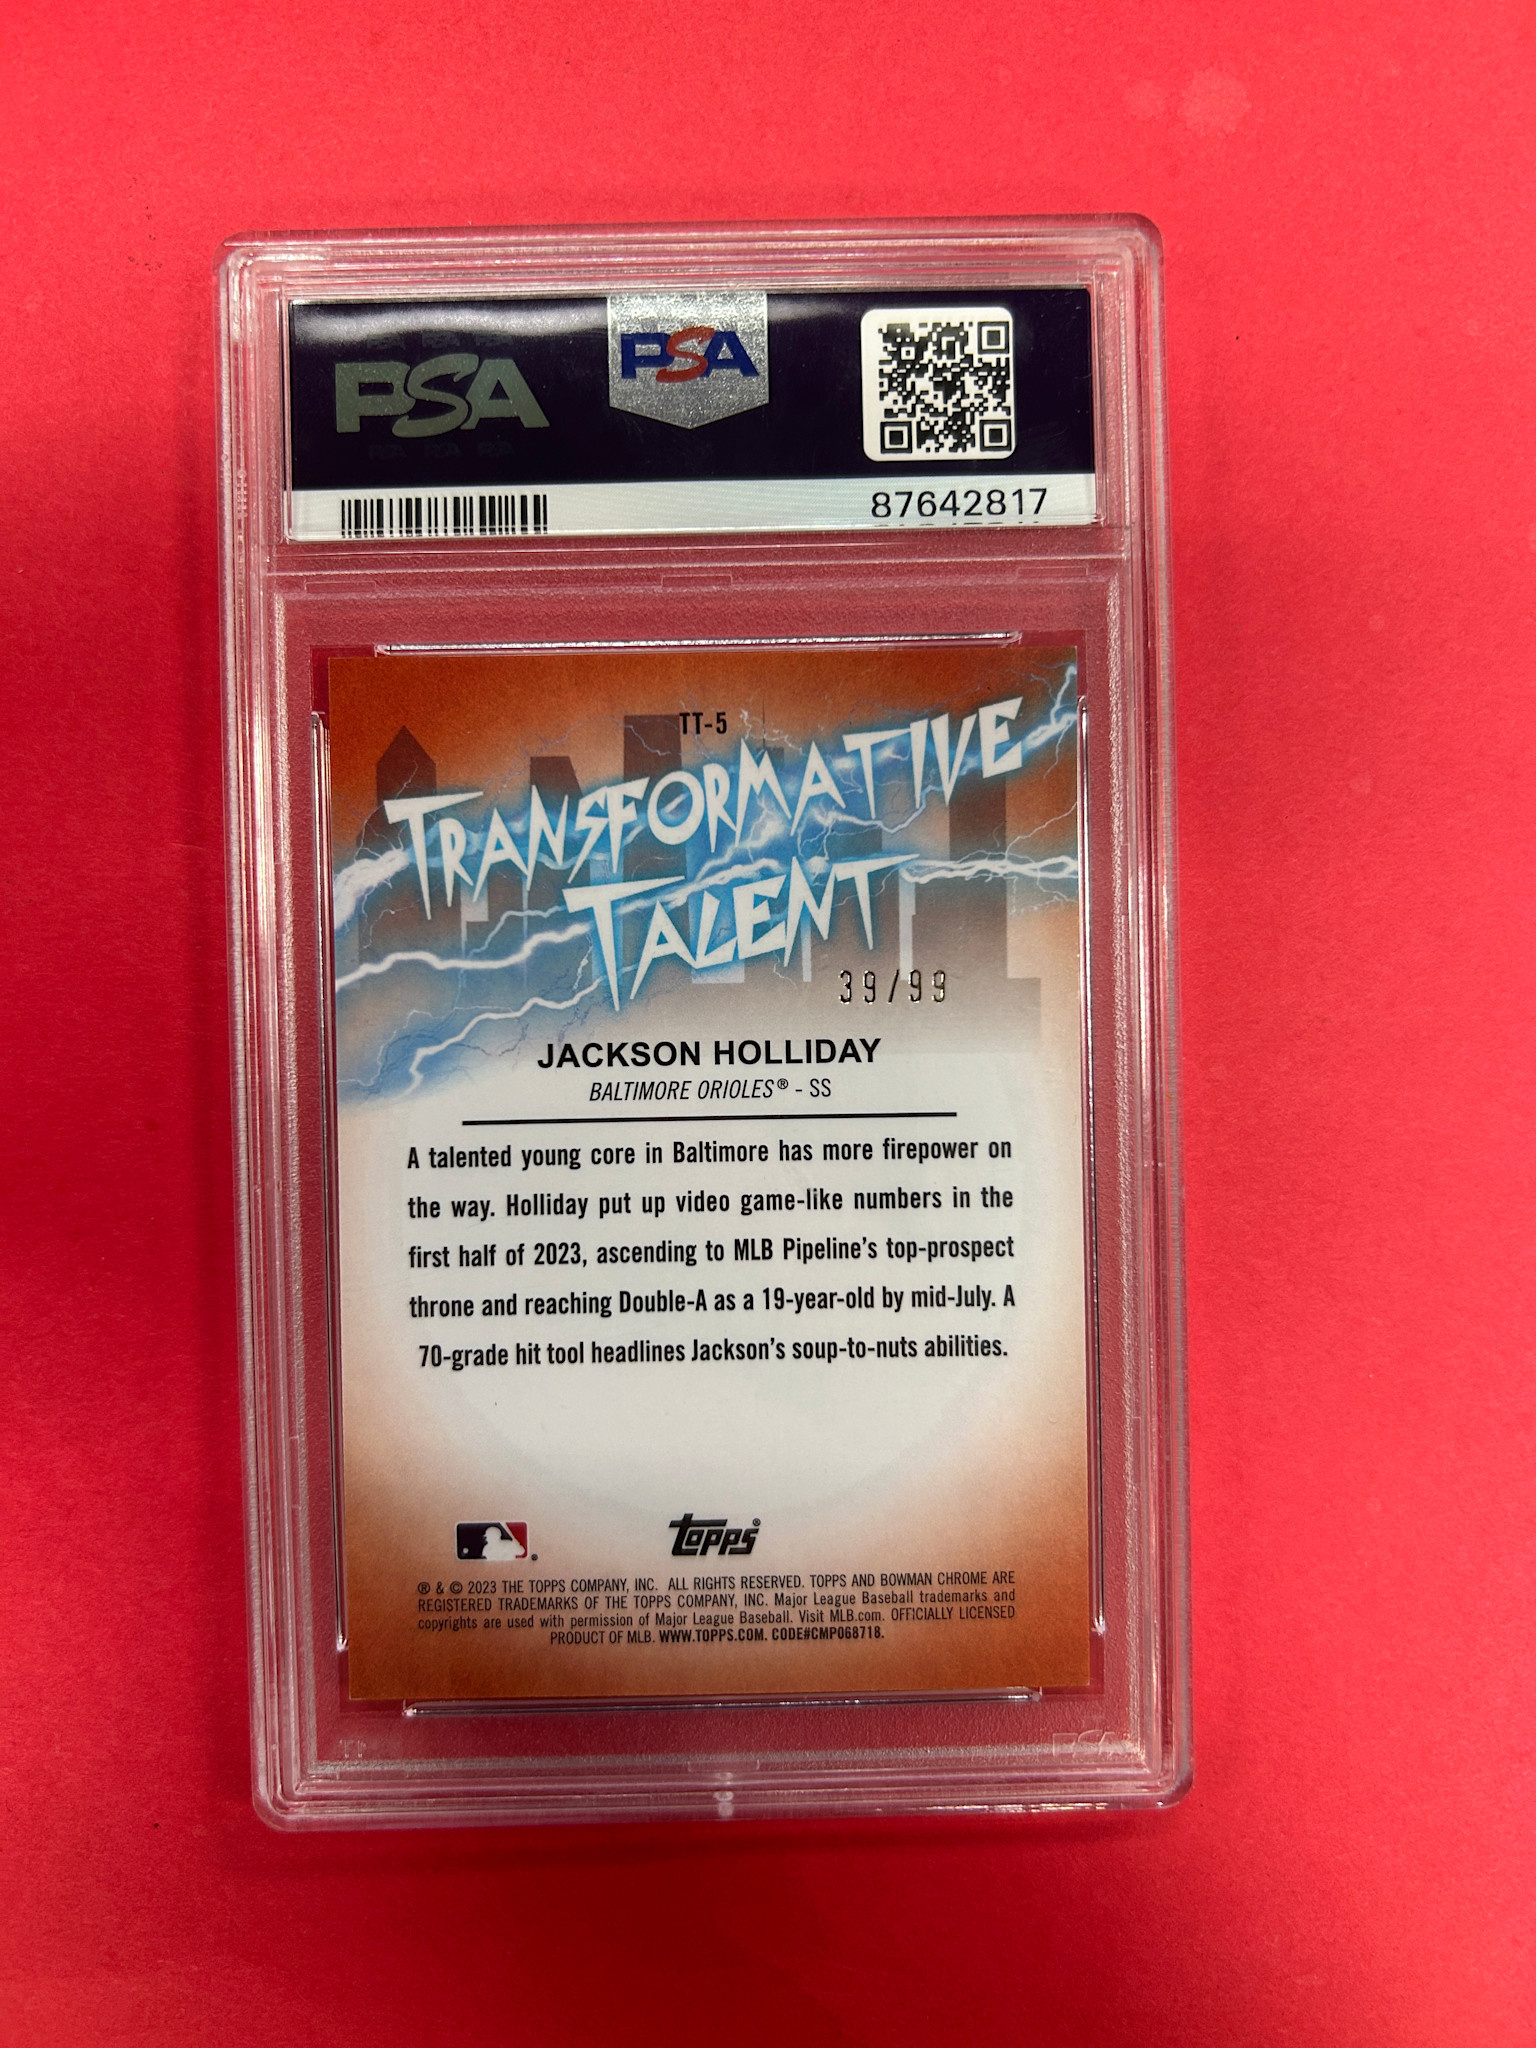 PSA
PSA
87642817
TT-5
TRANSFORMATIVE
TALENT
39/99
JACKSON HOLLIDAY
BALTIMORE ORIOLES® - SS
A talented young core in Baltimore has more firepower on
the way. Holliday put up video game-like numbers in the
first half of 2023, ascending to MLB Pipeline's top-prospect
throne and reaching Double-A as a 19-year-old by mid-July. A
70-grade hit tool headlines Jackson's soup-to-nuts abilities.
topps®
® & © 2023 THE TOPPS COMPANY, INC. ALL RIGHTS RESERVED. TOPPS AND BOWMAN CHROME ARE
REGISTERED TRADEMARKS OF THE TOPPS COMPANY, INC. Major League Baseball trademarks and
copyrights are used with permission of Major League Baseball. Visit MLB.com. OFFICIALLY LICENSED
PRODUCT OF MLB. WWW.TOPPS.COM. CODE#CMP068718.
PSA